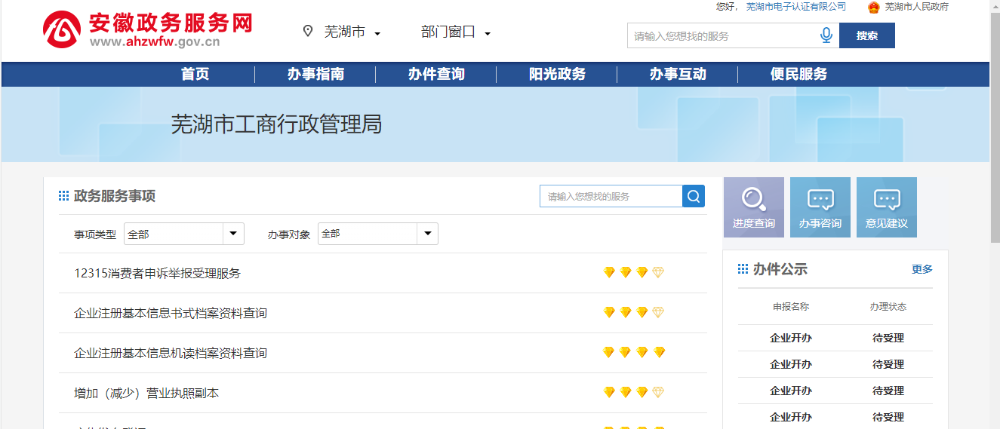 您好， 芜湖市电子认证有限公司 芜湖市人民政府
安徽政务服务网
www.ahzwfw.gov.cn
芜湖市 部门窗口
请输入您想找的服务 搜索
首页 办事指南 办件查询 阳光政务 办事互动 便民服务
芜湖市工商行政管理局
政务服务事项
请输入您想找的服务
进度查询 办事咨询 意见建议
事项类型 全部 办事对象 全部
12315消费者申诉举报受理服务
企业注册基本信息书式档案资料查询
企业注册基本信息机读档案资料查询
增加（减少）营业执照副本
办件公示 更多
申报名称 办理状态
企业开办 待受理
企业开办 待受理
企业开办 待受理
企业开办 待受理